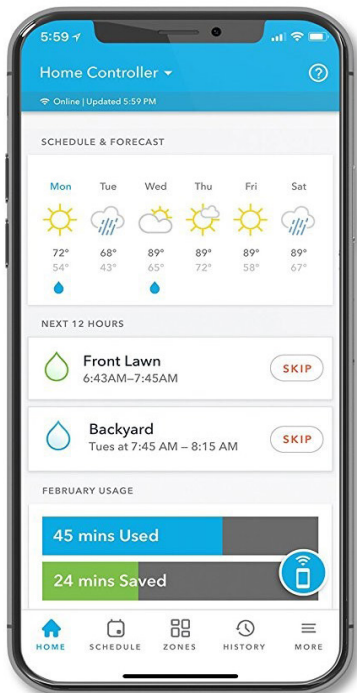 5:59
Home Controller
?
Online | Updated 5:59 PM
SCHEDULE & FORECAST
Mon Tue Wed Thu Fri Sat
72° 68° 89° 89° 89° 89°
54° 43° 65° 72° 58° 67°
NEXT 12 HOURS
Front Lawn
6:43AM–7:45AM
SKIP
Backyard
Tues at 7:45 AM – 8:15 AM
SKIP
FEBRUARY USAGE
45 mins Used
24 mins Saved
HOME SCHEDULE ZONES HISTORY MORE